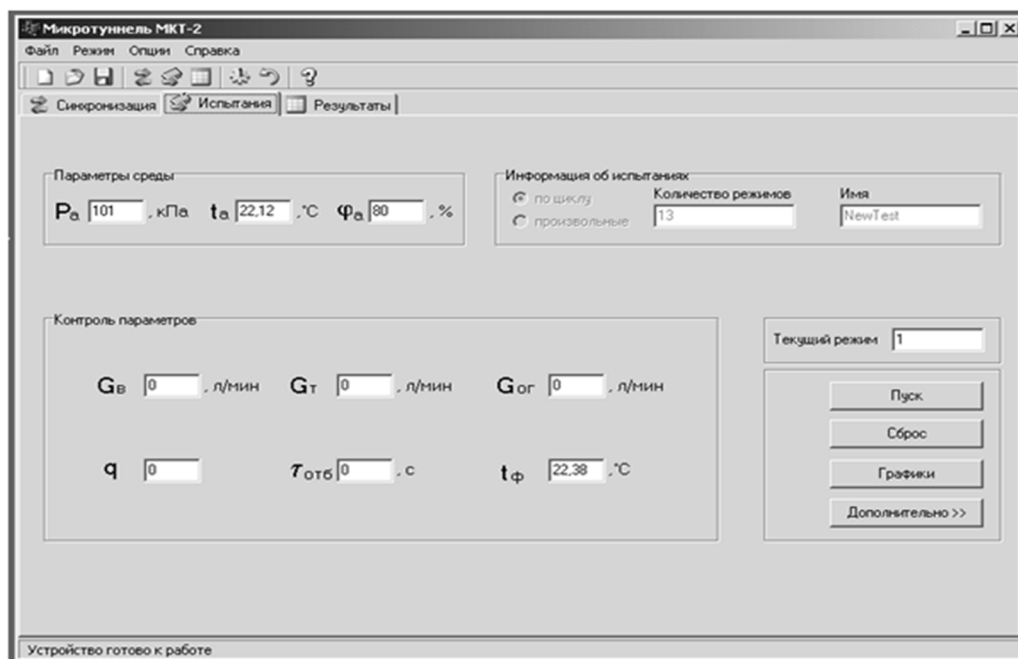 Микротуннель МКТ-2
Файл Режим Опции Справка
Синхронизация Испытания Результаты
Параметры среды
Pа 101 , кПа tа 22,12 ,°C φа 80 , %
Информация об испытаниях
по циклу
произвольные
Количество режимов
13
Имя
NewTest
Контроль параметров
Gв 0 , л/мин Gт 0 , л/мин Gог 0 , л/мин
q 0 τотб 0 , с tф 22,38 ,°C
Текущий режим 1
Пуск
Сброс
Графики
Дополнительно >>
Устройство готово к работе